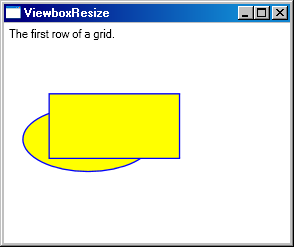 ViewboxResize
The first row of a grid.